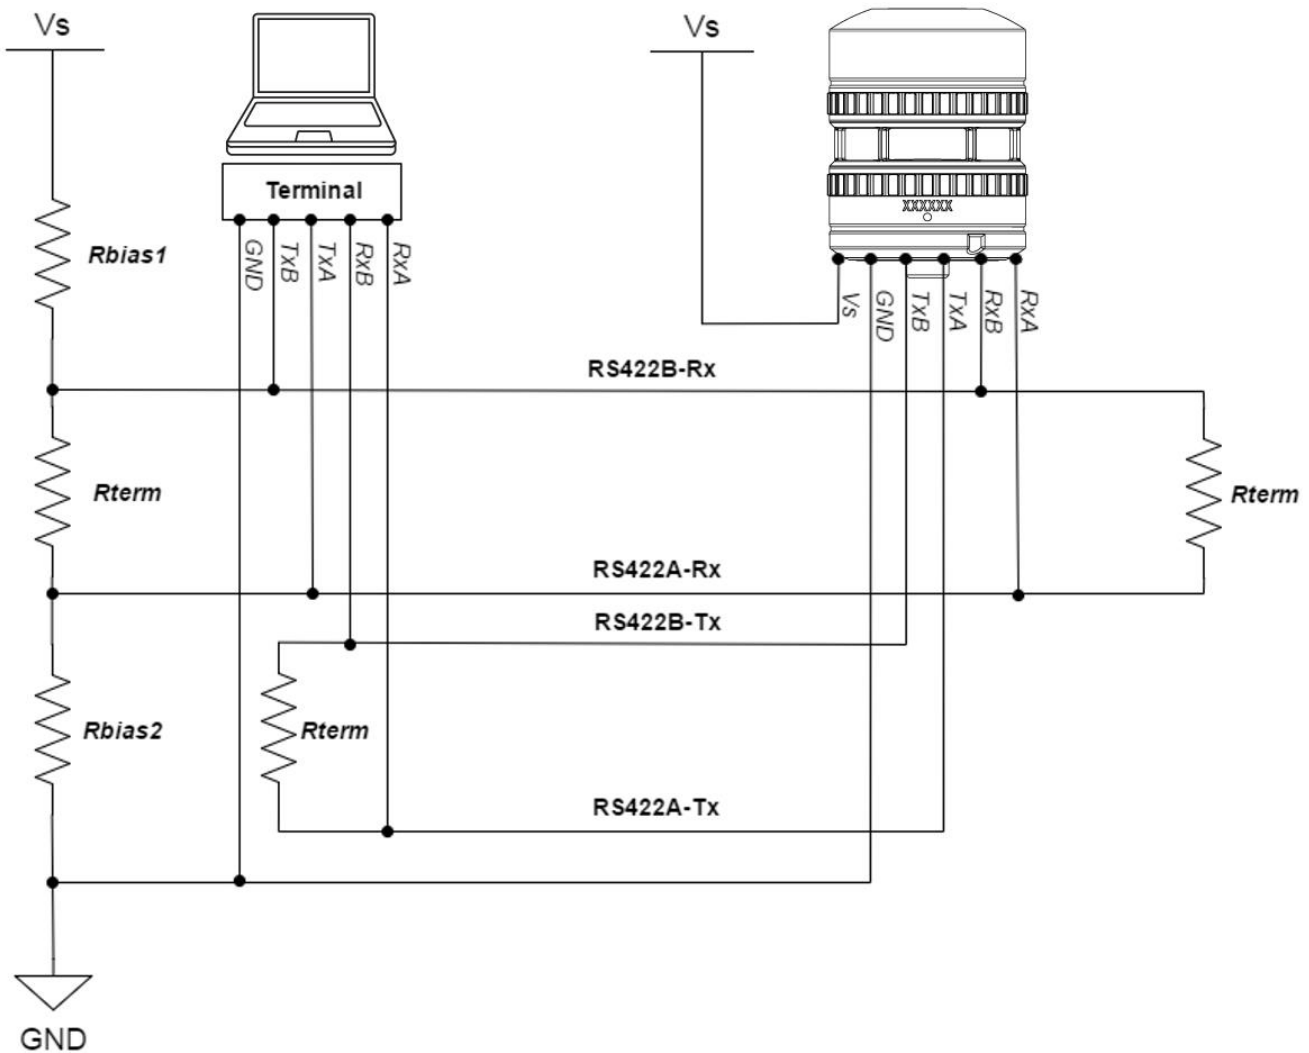 Vs
Vs
Terminal
XXXXXX
Rbias1
GND
TxB
TxA
RxB
RxA
Vs
GND
TxB
TxA
RxB
RxA
RS422B-Rx
Rterm
Rterm
RS422A-Rx
RS422B-Tx
Rbias2
Rterm
RS422A-Tx
GND